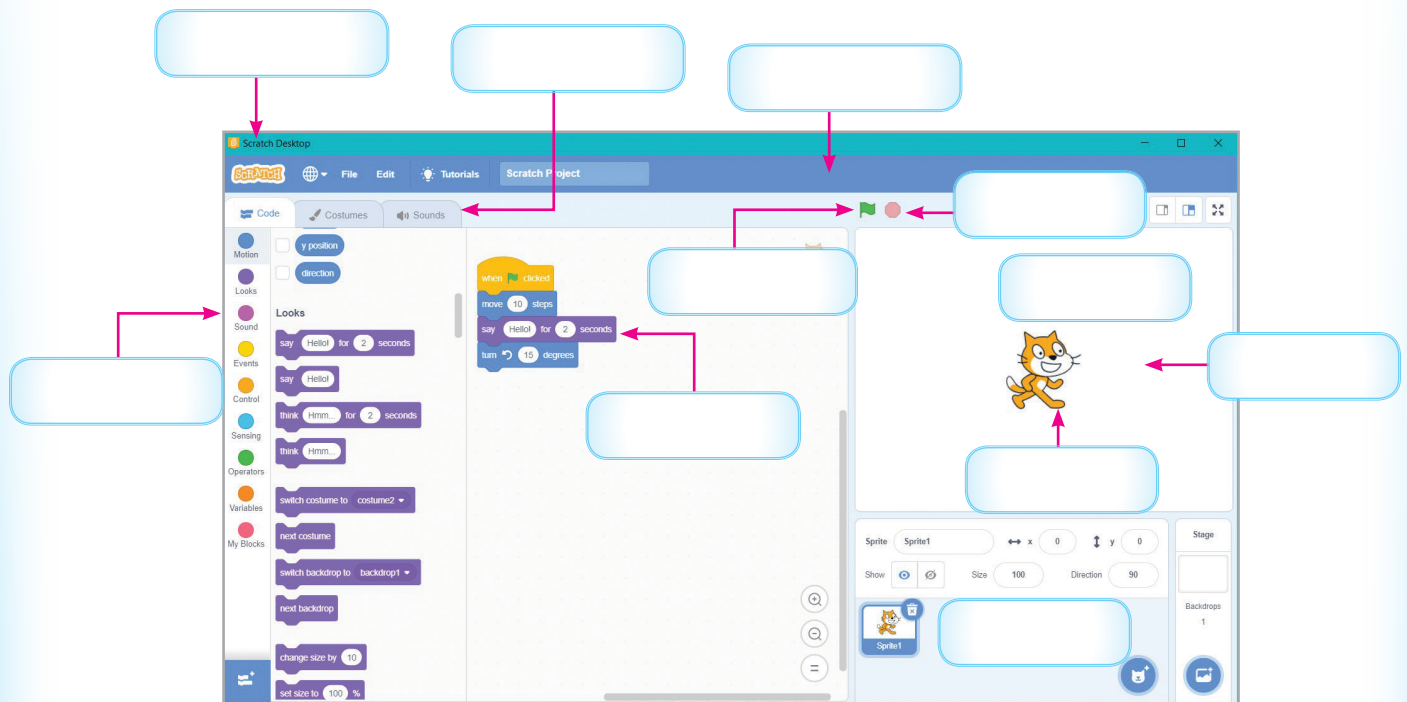 Scratch Desktop
SCRATCH File Edit Tutorials Scratch Project
Code Costumes Sounds
Motion
Looks
Sound
Events
Control
Sensing
Operators
Variables
My Blocks
y position
direction
Looks
say Hello! for 2 seconds
say Hello!
think Hmm... for 2 seconds
think Hmm...
switch costume to costume2
next costume
switch backdrop to backdrop1
next backdrop
change size by 10
set size to 100 %
when clicked
move 10 steps
say Hello! for 2 seconds
turn 15 degrees
Sprite Sprite1 x 0 y 0
Show Size 100 Direction 90
Sprite1
Stage
Backdrops
1